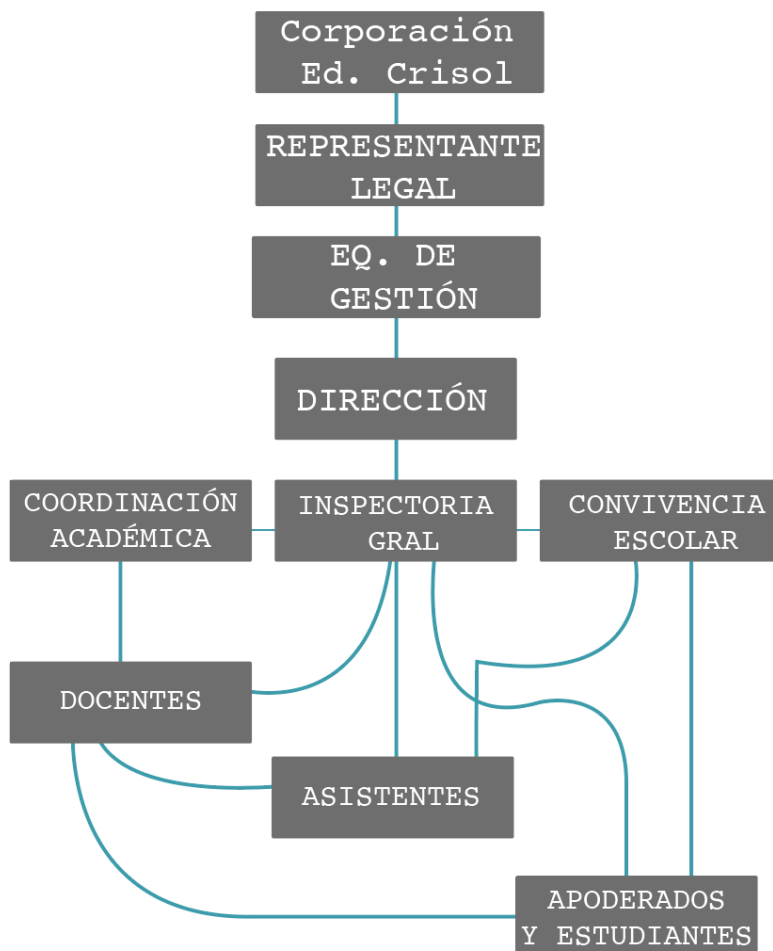 Corporación
Ed. Crisol
REPRESENTANTE
LEGAL
EQ. DE
GESTIÓN
DIRECCIÓN
COORDINACIÓN
ACADÉMICA
INSPECTORIA
GRAL
CONVIVENCIA
ESCOLAR
DOCENTES
ASISTENTES
APODERADOS
Y ESTUDIANTES